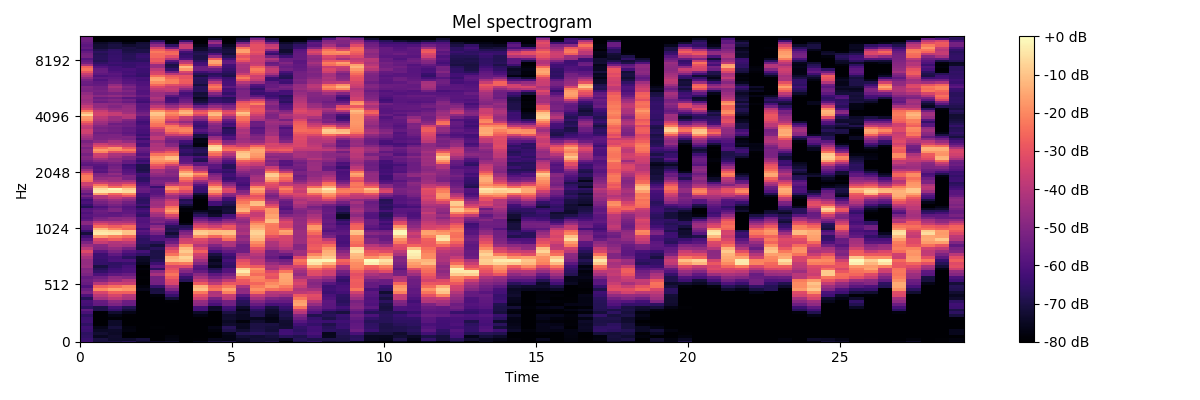 Mel spectrogram
+0 dB
8192
-10 dB
4096
-20 dB
-30 dB
2048
-40 dB
Hz
1024
-50 dB
-60 dB
512
-70 dB
0
-80 dB
0 5 10 15 20 25
Time